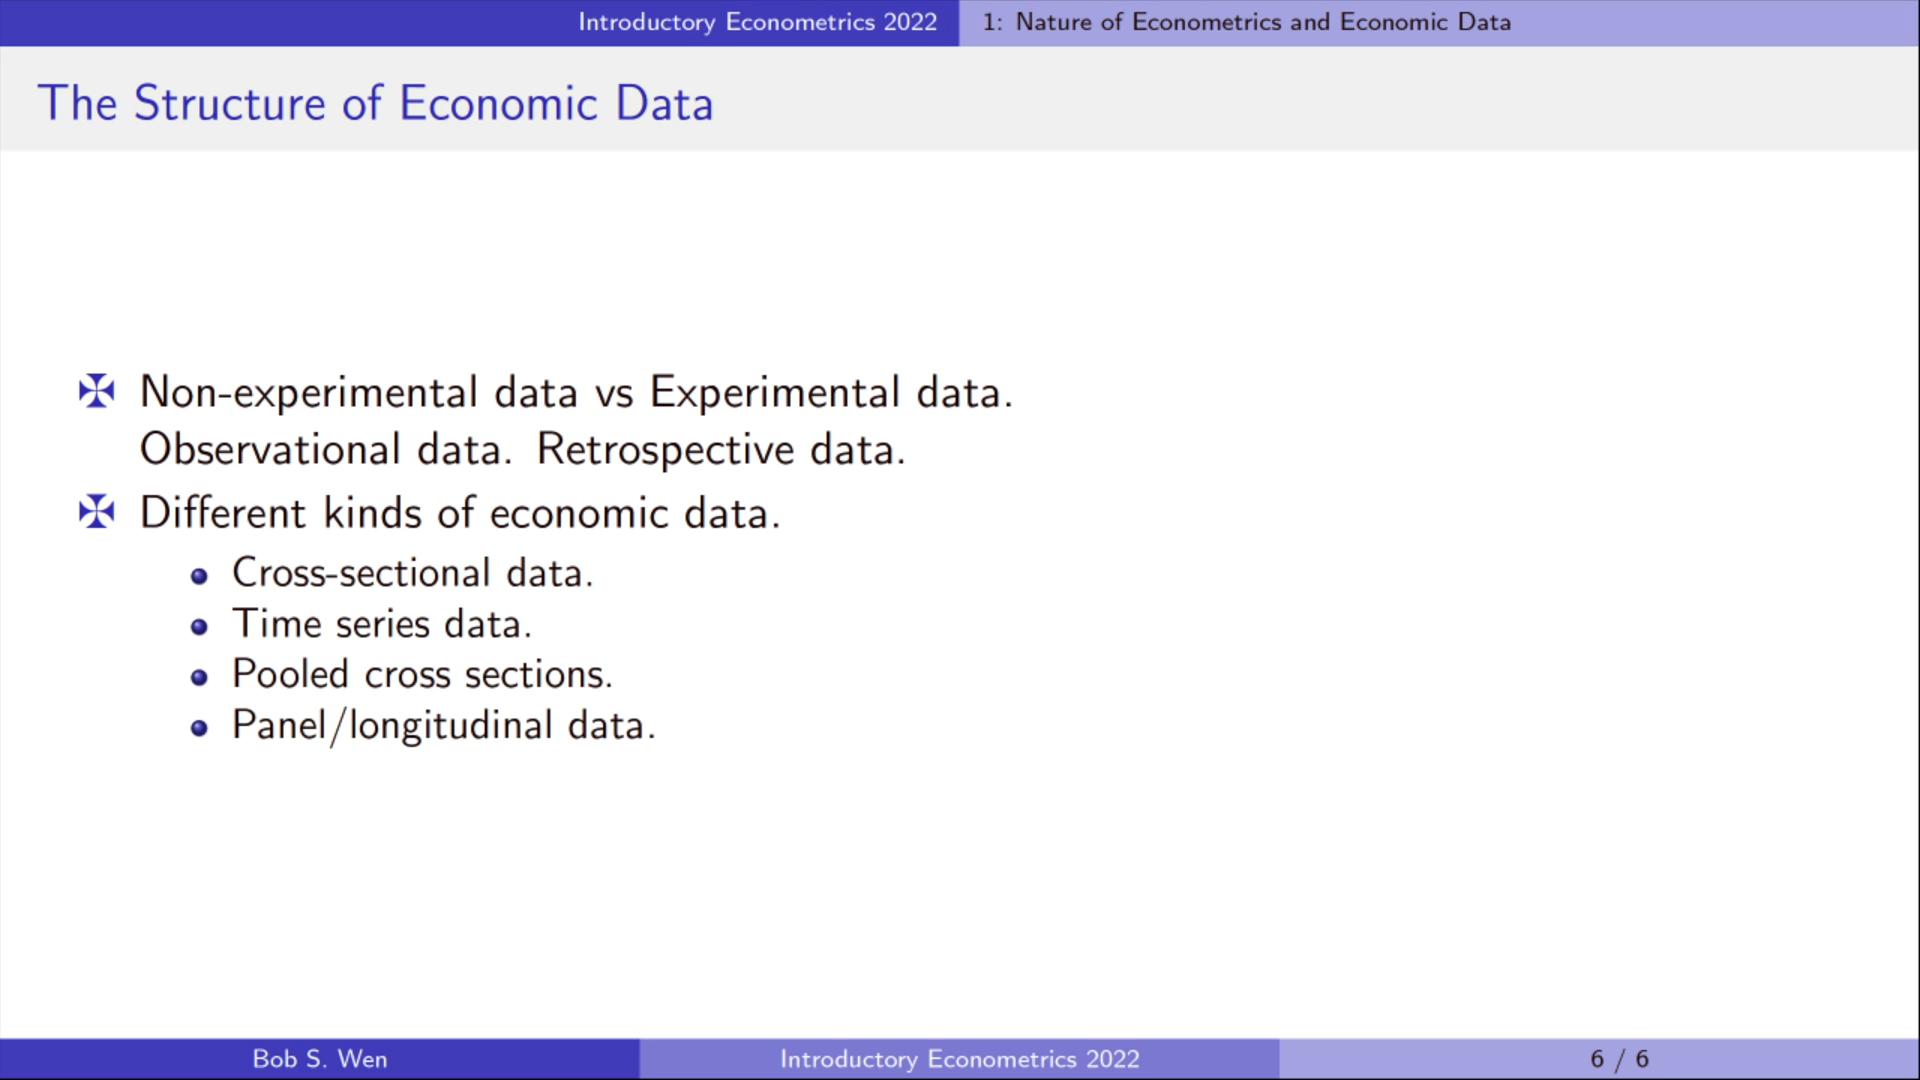 Introductory Econometrics 2022
1: Nature of Econometrics and Economic Data
The Structure of Economic Data
Non-experimental data vs Experimental data.
Observational data. Retrospective data.
Different kinds of economic data.
Cross-sectional data.
Time series data.
Pooled cross sections.
Panel/longitudinal data.
Bob S. Wen
Introductory Econometrics 2022
6 / 6